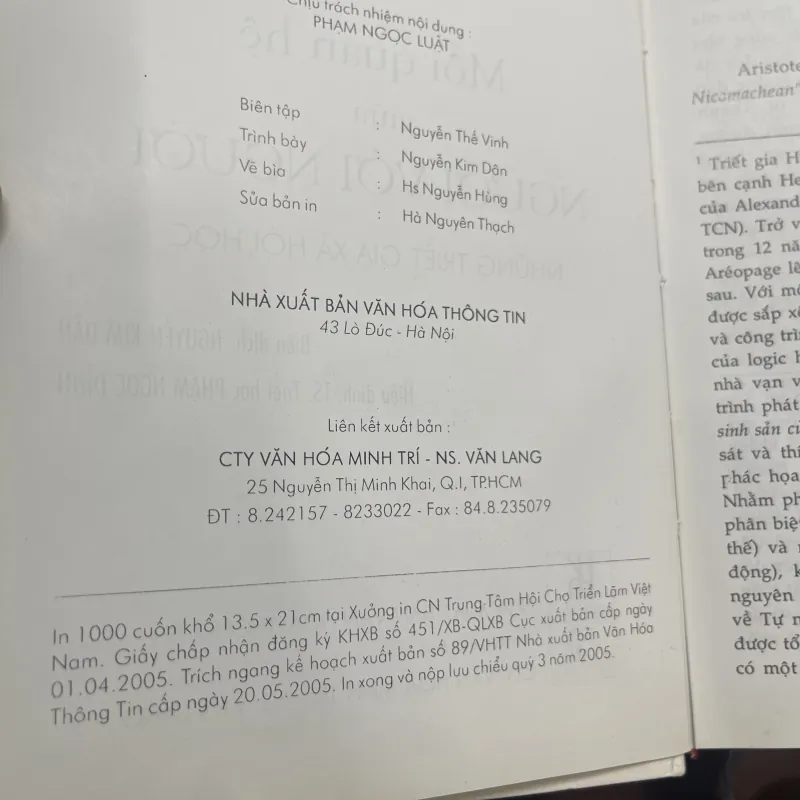 Chịu trách nhiệm nội dung :
PHẠM NGỌC LUẬT
Biên tập : Nguyễn Thế Vinh
Trình bày : Nguyễn Kim Dân
Vẽ bìa : Hs Nguyễn Hùng
Sửa bản in : Hà Nguyên Thạch
NHÀ XUẤT BẢN VĂN HÓA THÔNG TIN
43 Lò Đúc - Hà Nội
Liên kết xuất bản :
CTY VĂN HÓA MINH TRÍ - NS. VĂN LANG
25 Nguyễn Thị Minh Khai, Q.I, TP.HCM
ĐT : 8.242157 - 8233022 - Fax : 84.8.235079
In 1000 cuốn khổ 13.5 x 21cm tại Xưởng in CN Trung Tâm Hội Chợ Triển Lãm Việt
Nam. Giấy chấp nhận đăng ký KHXB số 451/XB-QLXB Cục xuất bản cấp ngày
01.04.2005. Trích ngang kế hoạch xuất bản số 89/VHTT Nhà xuất bản Văn Hóa
Thông Tin cấp ngày 20.05.2005. In xong và nộp lưu chiểu quý 3 năm 2005.
Aristote
Nicomachean"
1 Triết gia H
bên cạnh He
của Alexand
TCN). Trở v
trong 12 nă
Aréopage lê
sau. Với mộ
được sắp xế
và công trì
của logic h
nhà vạn v
trình phát
sinh sản củ
sát và thí
phác họa
Nhằm ph
phân biệ
thế) và
động), k
nguyên
về Tự n
được tổ
có một